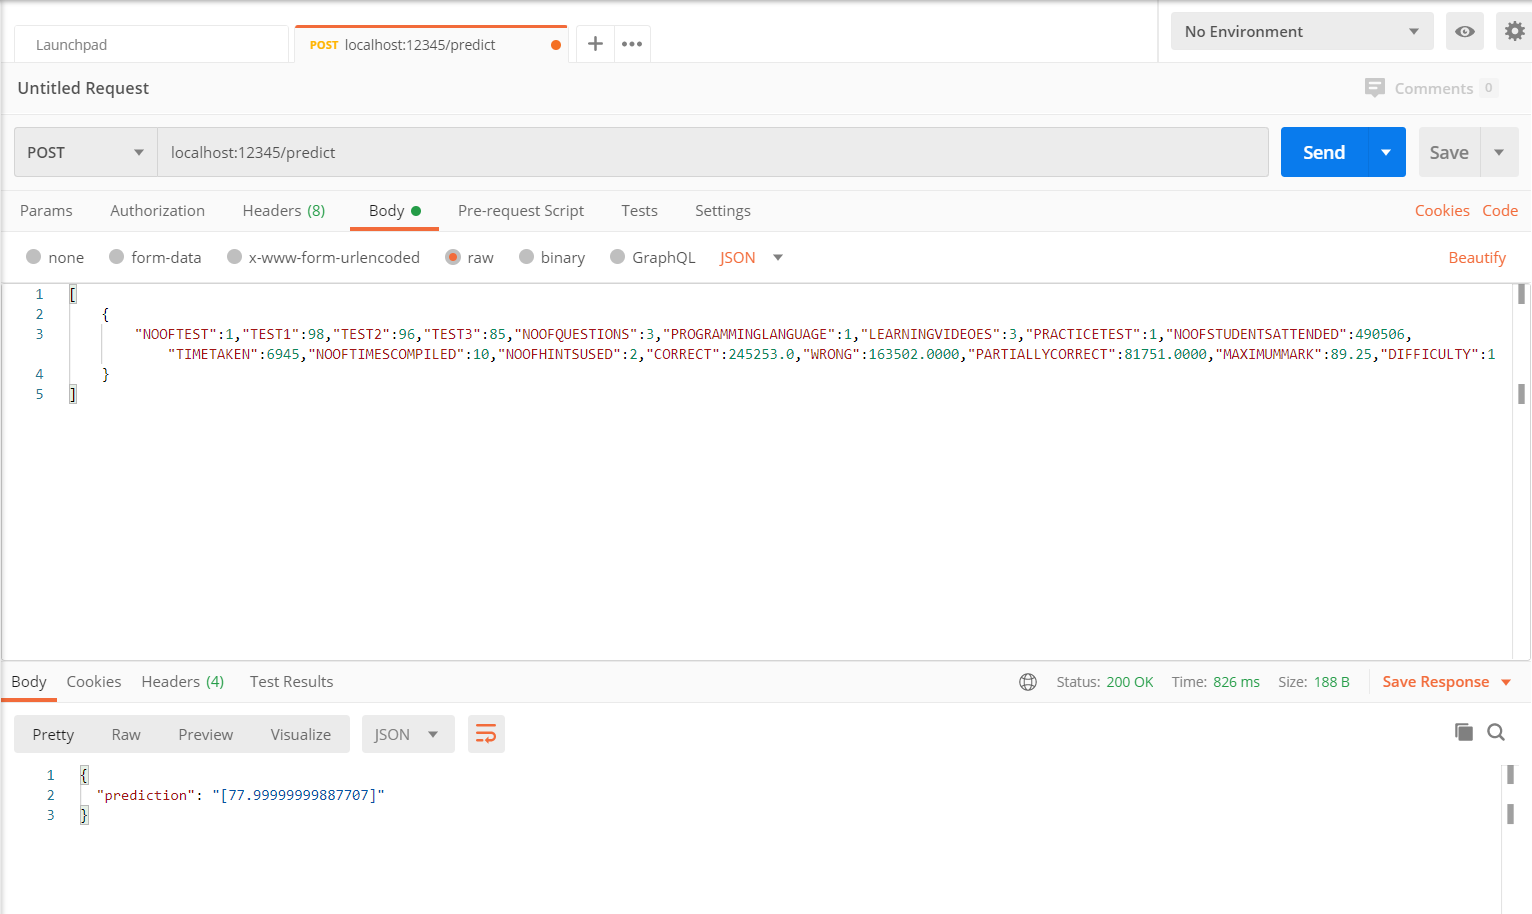 Launchpad
POST localhost:12345/predict
No Environment
Untitled Request
Comments 0
POST
localhost:12345/predict
Send
Save
Params Authorization Headers (8) Body Pre-request Script Tests Settings Cookies Code
none form-data x-www-form-urlencoded raw binary GraphQL JSON Beautify
1 [
2 {
3 "NOOFTEST":1,"TEST1":98,"TEST2":96,"TEST3":85,"NOOFQUESTIONS":3,"PROGRAMMINGLANGUAGE":1,"LEARNINGVIDEOES":3,"PRACTICETEST":1,"NOOFSTUDENTSATTENDED":490506,
"TIMETAKEN":6945,"NOOFTIMESCOMPILED":10,"NOOFHINTSUSED":2,"CORRECT":245253.0,"WRONG":163502.0000,"PARTIALLYCORRECT":81751.0000,"MAXIMUMMARK":89.25,"DIFFICULTY":1
4 }
5 ]
Body Cookies Headers (4) Test Results Status: 200 OK Time: 826 ms Size: 188 B Save Response
Pretty Raw Preview Visualize JSON
1 {
2 "prediction": "[77.99999999887707]"
3 }